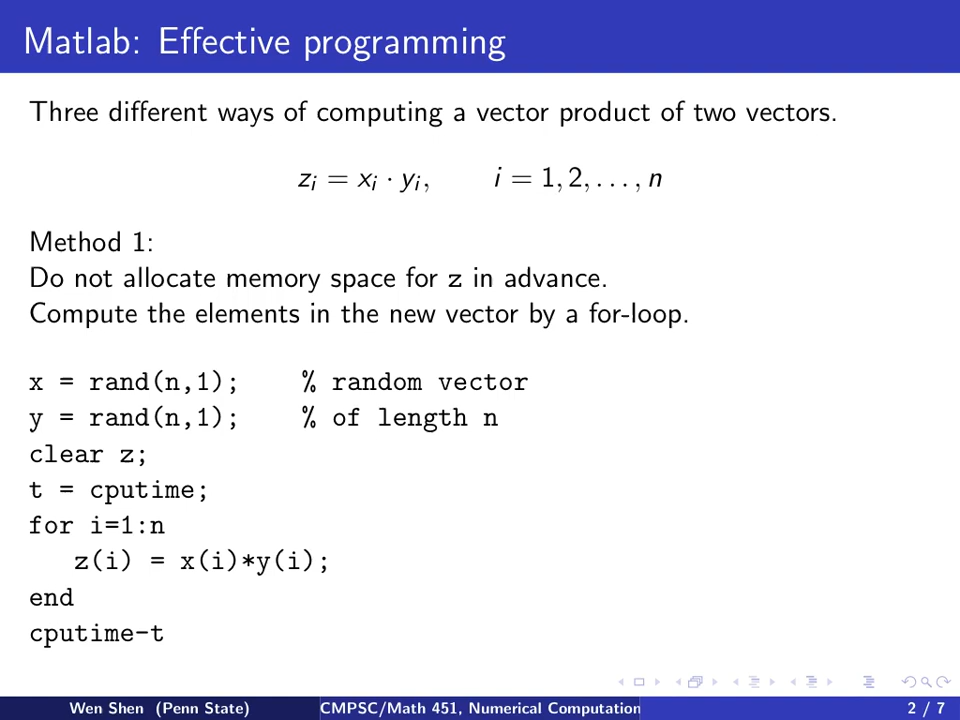 Matlab: Effective programming
Three different ways of computing a vector product of two vectors.
zᵢ = xᵢ · yᵢ, i = 1, 2, . . . , n
Method 1:
Do not allocate memory space for z in advance.
Compute the elements in the new vector by a for-loop.
x = rand(n,1); % random vector
y = rand(n,1); % of length n
clear z;
t = cputime;
for i=1:n
z(i) = x(i)*y(i);
end
cputime-t
Wen Shen (Penn State) CMPSC/Math 451, Numerical Computation 2 / 7